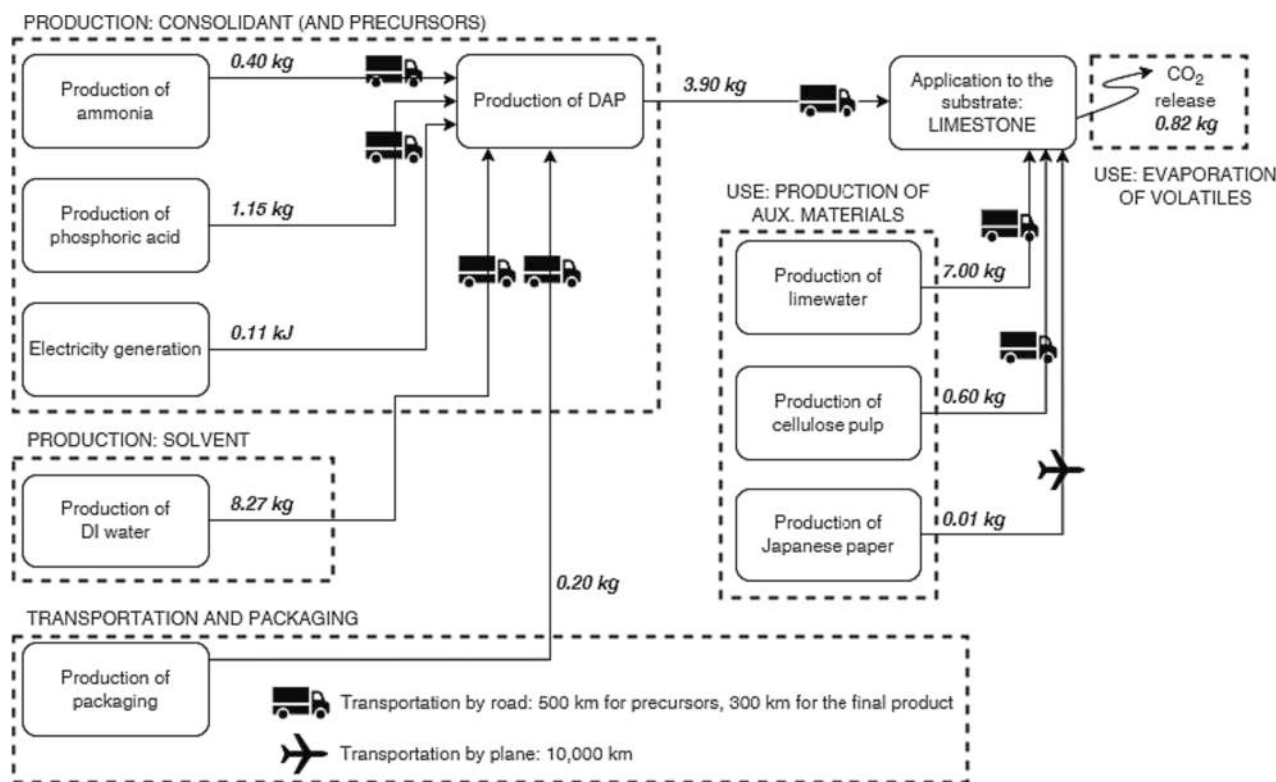 PRODUCTION: CONSOLIDANT (AND PRECURSORS)
Production of
ammonia
0.40 kg
Production of DAP
3.90 kg
Application to the
substrate:
LIMESTONE
CO2
release
0.82 kg
USE: EVAPORATION
OF VOLATILES
Production of
phosphoric acid
1.15 kg
Electricity generation
0.11 kJ
USE: PRODUCTION OF
AUX. MATERIALS
Production of
limewater
7.00 kg
Production of
cellulose pulp
0.60 kg
Production of
Japanese paper
0.01 kg
PRODUCTION: SOLVENT
Production of
DI water
8.27 kg
0.20 kg
TRANSPORTATION AND PACKAGING
Production of
packaging
Transportation by road: 500 km for precursors, 300 km for the final product
Transportation by plane: 10,000 km